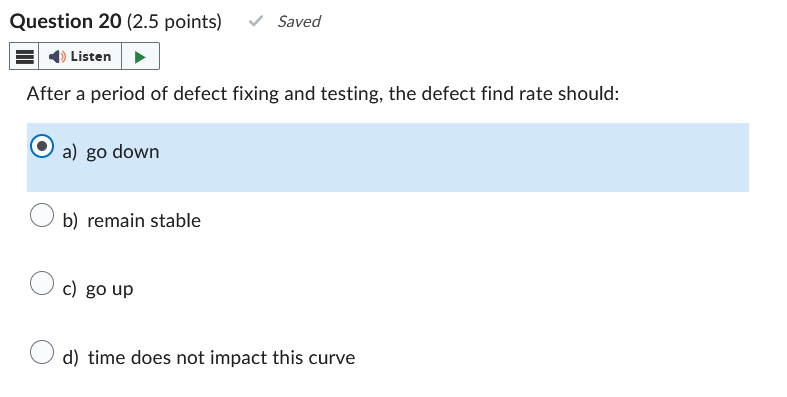 Question 20 (2.5 points) Saved
Listen
After a period of defect fixing and testing, the defect find rate should:
a) go down
b) remain stable
c) go up
d) time does not impact this curve